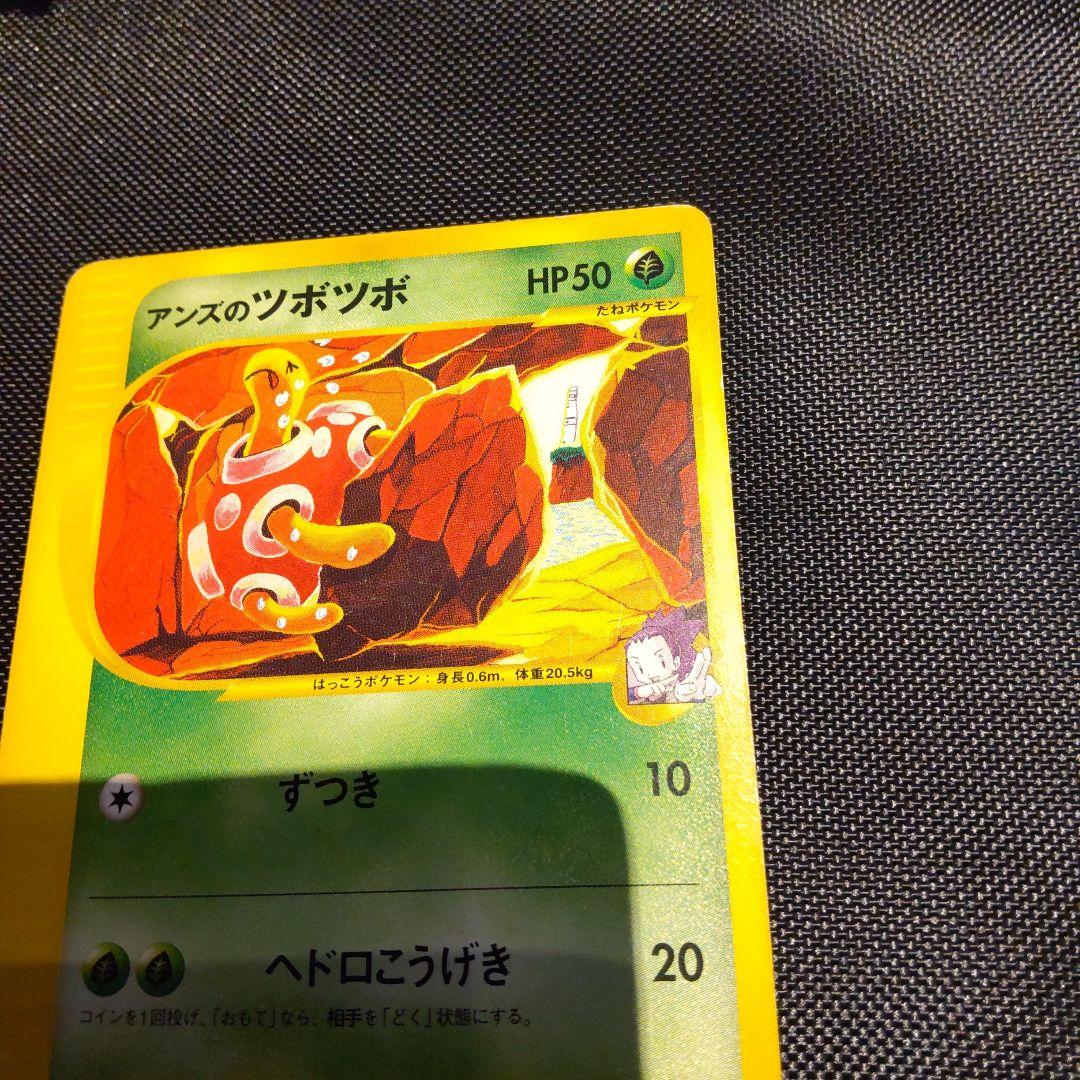 アンズのツボツボ HP50
たねポケモン
はっこうポケモン：身長0.6m、体重20.5kg
ずつき 10
ヘドロこうげき 20
コインを1回投げ、「おもて」なら、相手を「どく」状態にする。